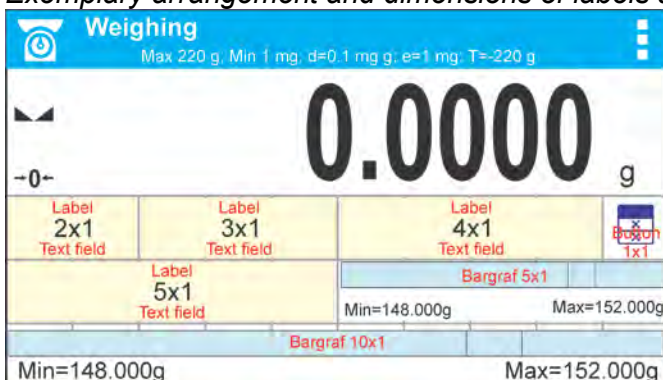 Exemplary arrangement and dimensions of labels
Weighing
Max 220 g, Min 1 mg, d=0.1 mg g; e=1 mg; T=-220 g
0.0000
g
→0←
Label
2x1
Text field
Label
3x1
Text field
Label
4x1
Text field
Button
1x1
Label
5x1
Text field
Bargraf 5x1
Min=148.000g Max=152.000g
Bargraf 10x1
Min=148.000g Max=152.000g